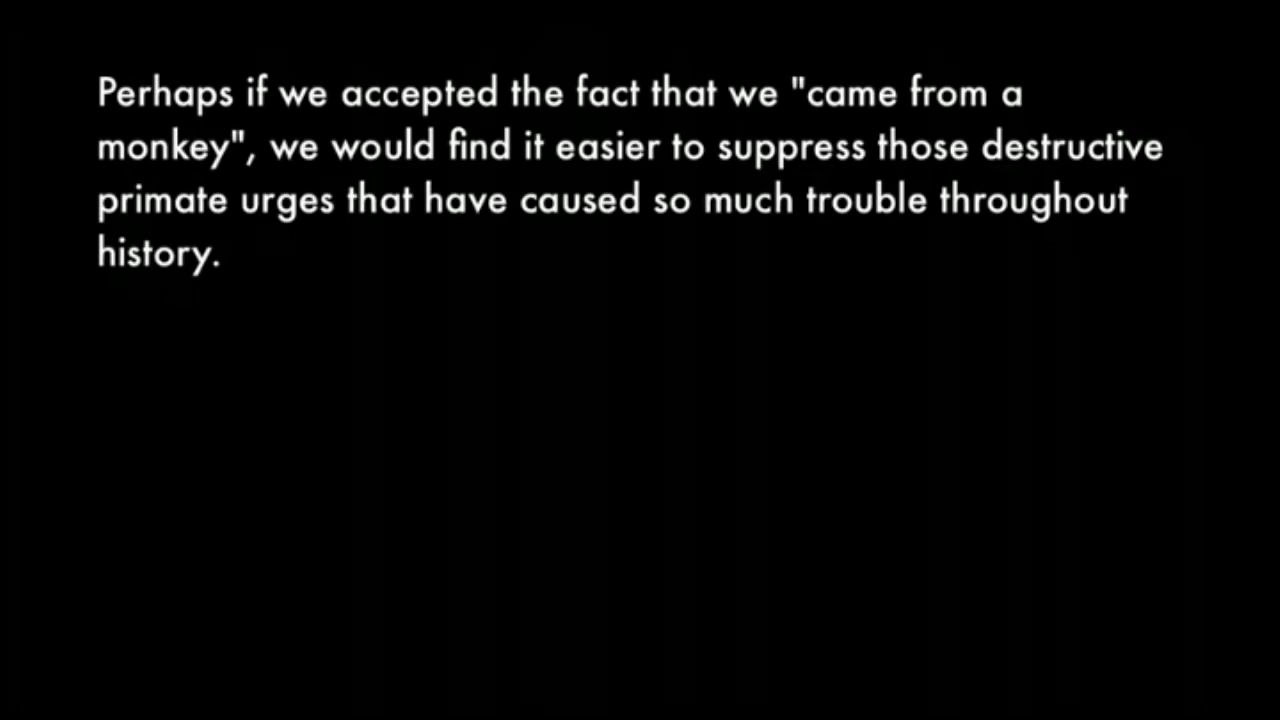 Perhaps if we accepted the fact that we "came from a
monkey", we would find it easier to suppress those destructive
primate urges that have caused so much trouble throughout
history.